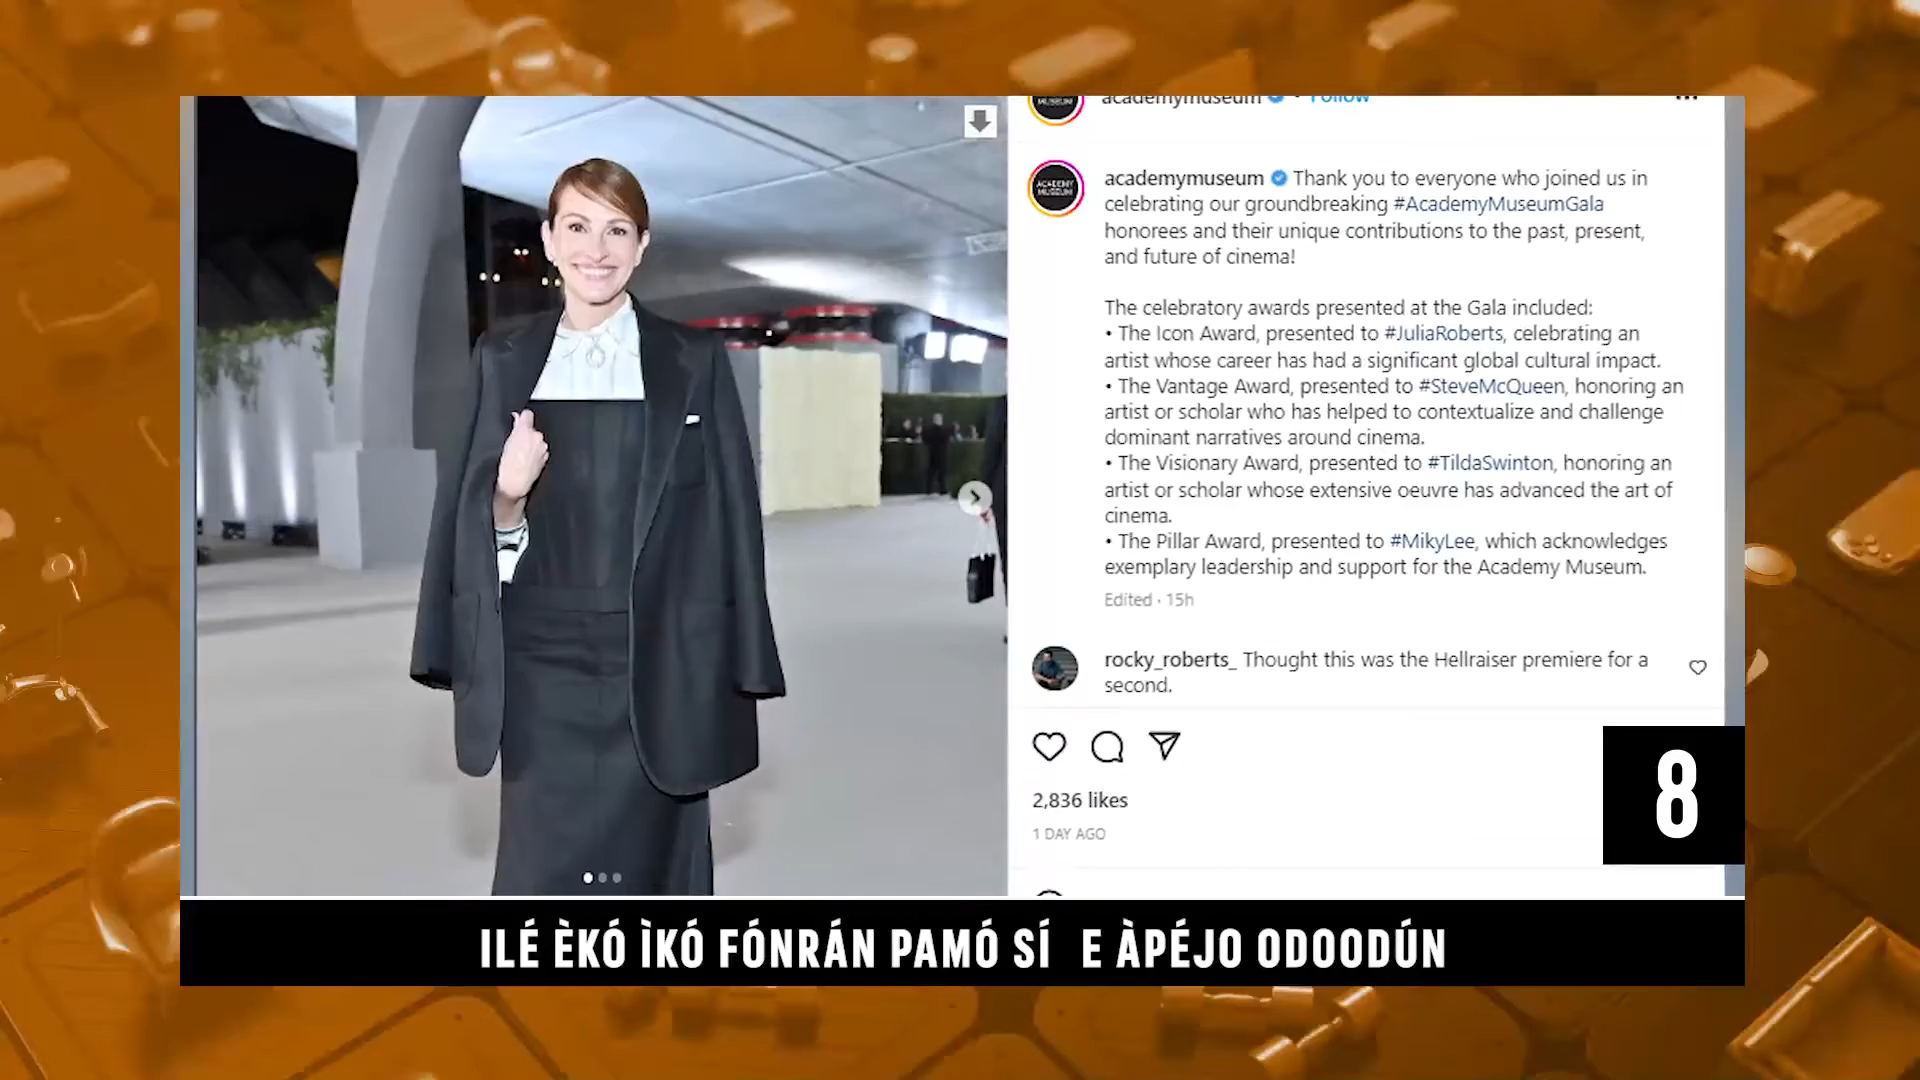 academymuseum • Follow
ACADEMY
MUSEUM
academymuseum Thank you to everyone who joined us in
celebrating our groundbreaking #AcademyMuseumGala
honorees and their unique contributions to the past, present,
and future of cinema!
The celebratory awards presented at the Gala included:
• The Icon Award, presented to #JuliaRoberts, celebrating an
artist whose career has had a significant global cultural impact.
• The Vantage Award, presented to #SteveMcQueen, honoring an
artist or scholar who has helped to contextualize and challenge
dominant narratives around cinema.
• The Visionary Award, presented to #TildaSwinton, honoring an
artist or scholar whose extensive oeuvre has advanced the art of
cinema.
• The Pillar Award, presented to #MikyLee, which acknowledges
exemplary leadership and support for the Academy Museum.
Edited · 15h
rocky_roberts_ Thought this was the Hellraiser premiere for a
second.
2,836 likes
1 DAY AGO
8
ILÉ ÈKÓ ÌKÓ FÓNRÁN PAMÓ SÍ E ÀPÉJO ODOODÚN